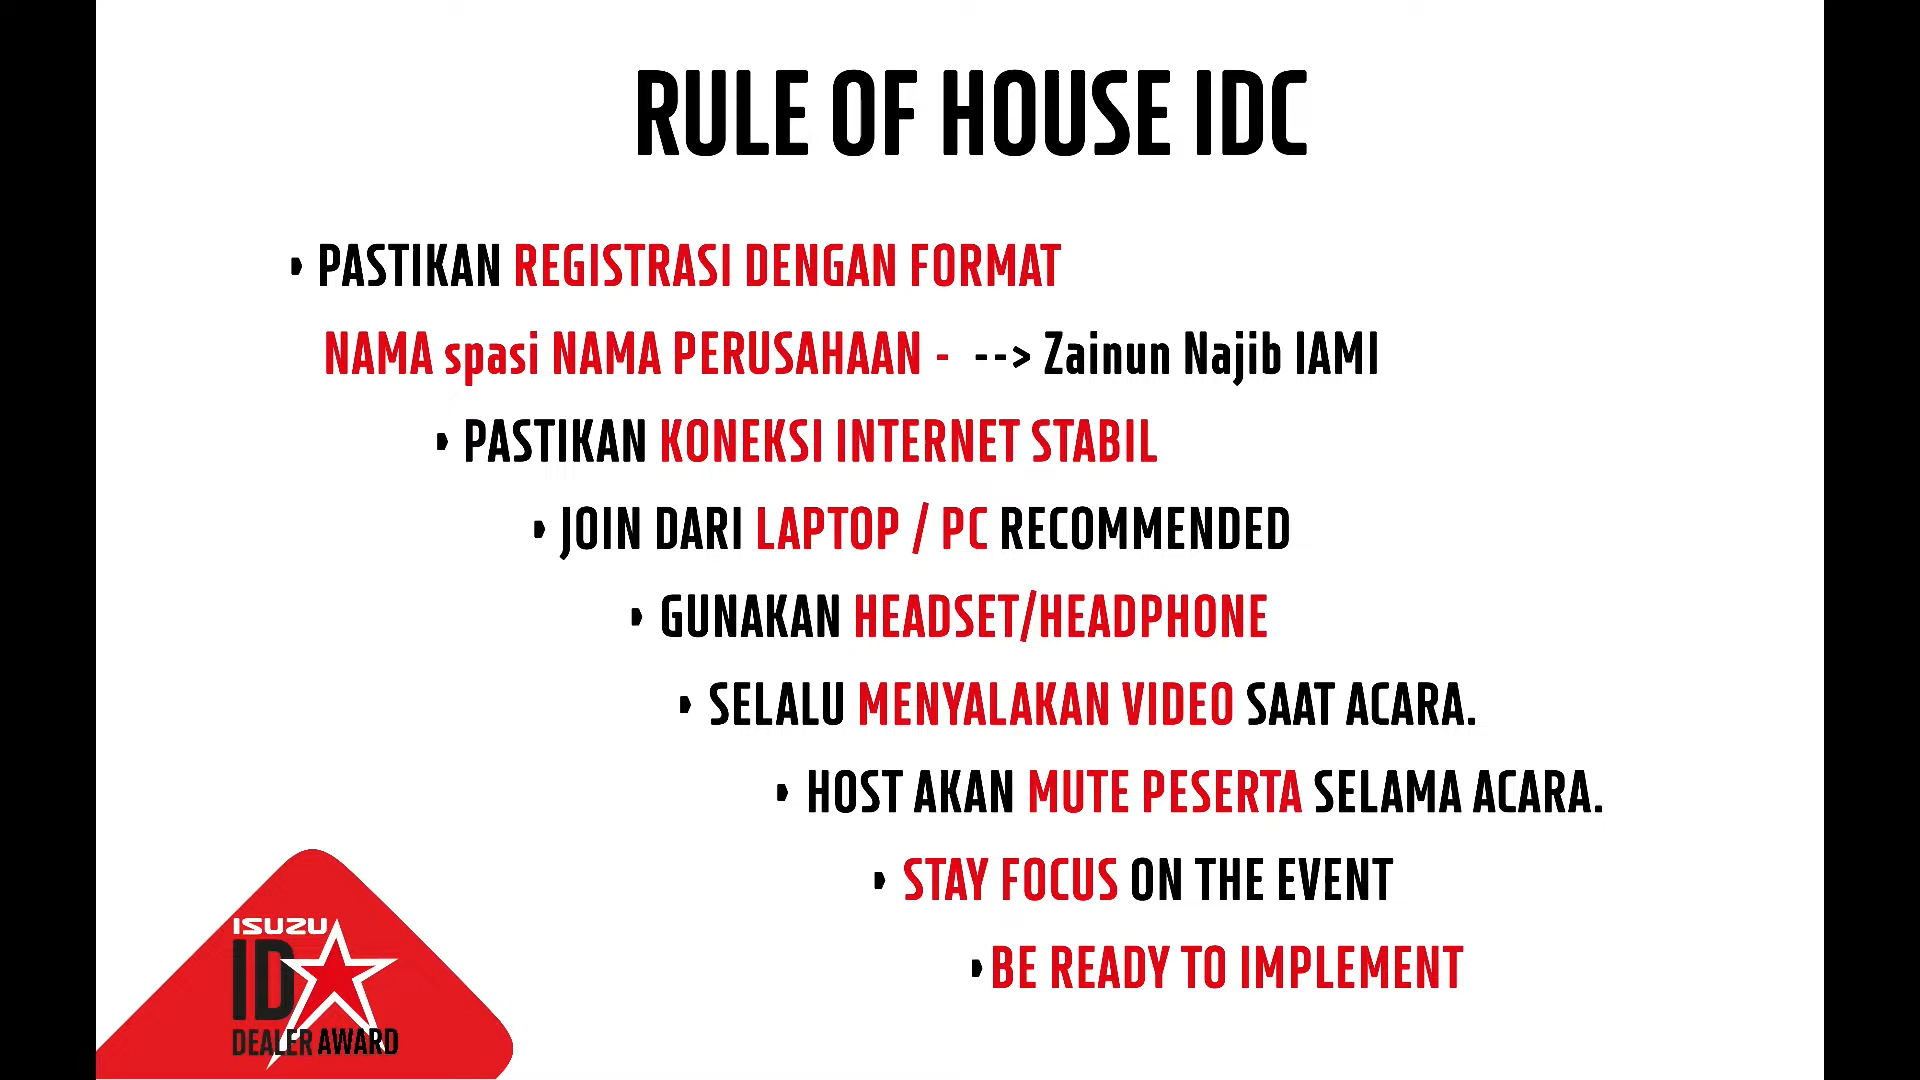 RULE OF HOUSE IDC
• PASTIKAN REGISTRASI DENGAN FORMAT
NAMA spasi NAMA PERUSAHAAN - --> Zainun Najib IAMI
• PASTIKAN KONEKSI INTERNET STABIL
• JOIN DARI LAPTOP / PC RECOMMENDED
• GUNAKAN HEADSET/HEADPHONE
• SELALU MENYALAKAN VIDEO SAAT ACARA.
• HOST AKAN MUTE PESERTA SELAMA ACARA.
• STAY FOCUS ON THE EVENT
• BE READY TO IMPLEMENT
ISUZU
ID
DEALER AWARD